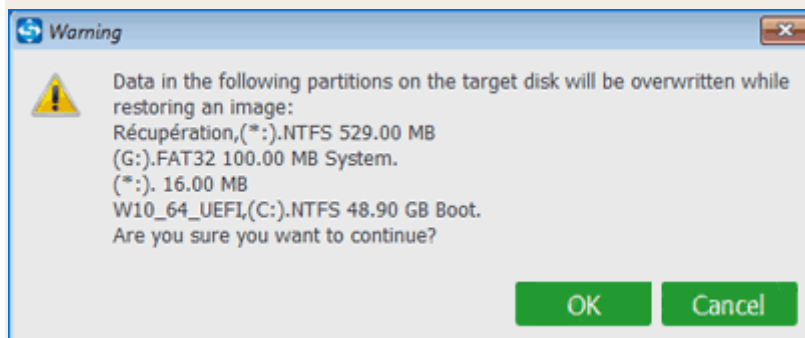 Warning
Data in the following partitions on the target disk will be overwritten while
restoring an image:
Récupération,(*:).NTFS 529.00 MB
(G:).FAT32 100.00 MB System.
(*:). 16.00 MB
W10_64_UEFI,(C:).NTFS 48.90 GB Boot.
Are you sure you want to continue?
OK Cancel